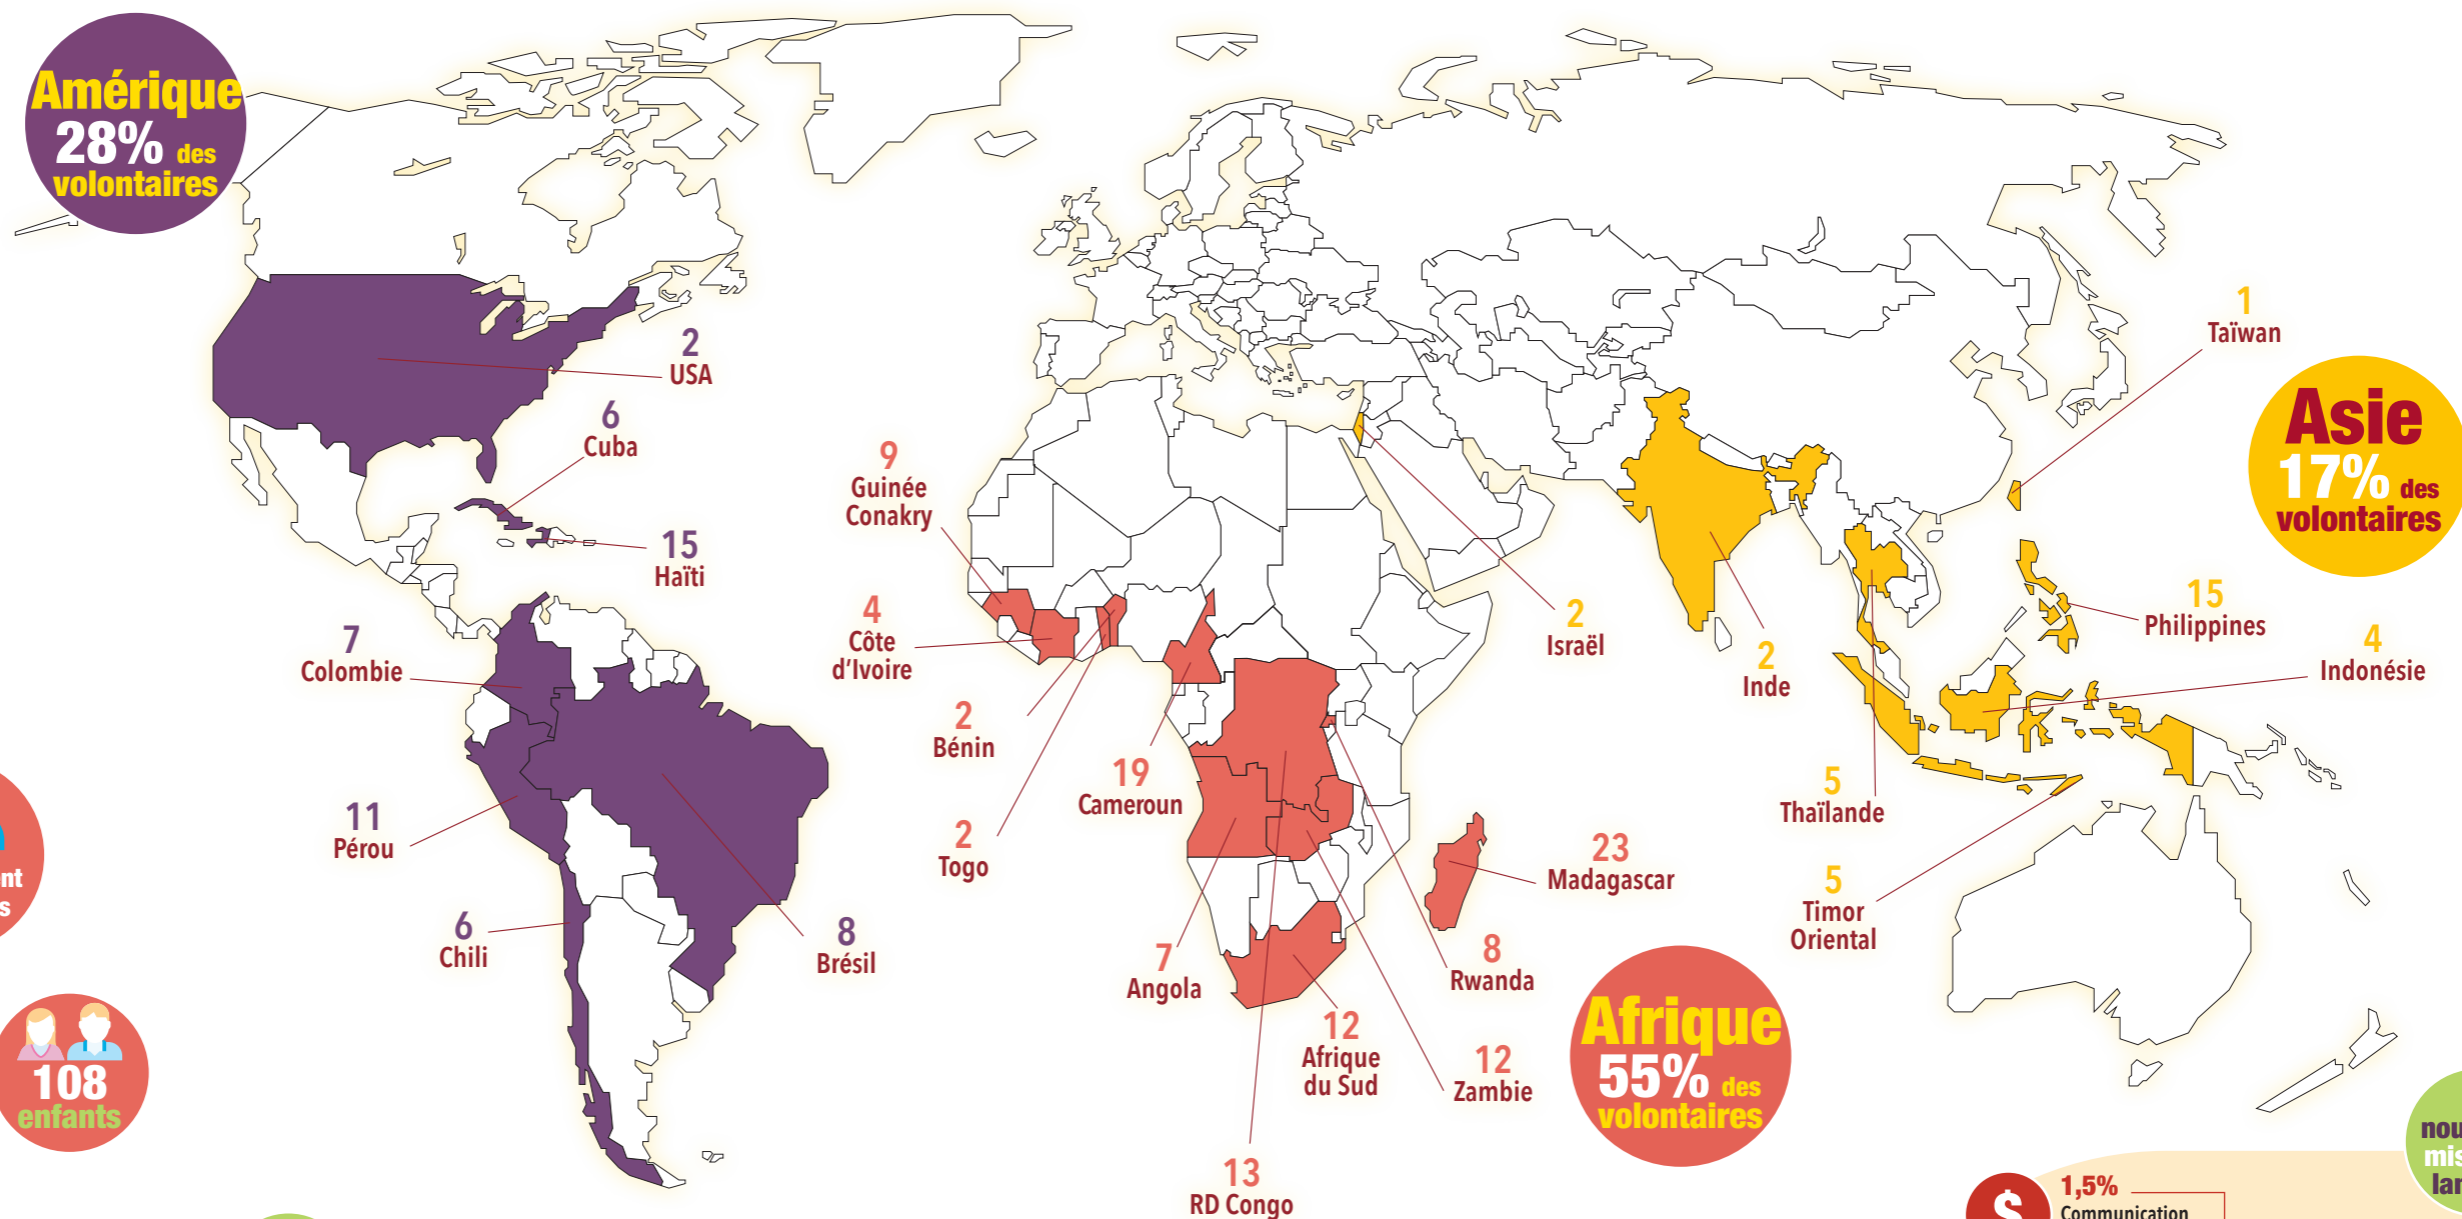 Amérique
28% des
volontaires
2
USA
6
Cuba
15
Haïti
7
Colombie
11
Pérou
6
Chili
8
Brésil
9
Guinée
Conakry
4
Côte
d'Ivoire
2
Bénin
2
Togo
19
Cameroun
7
Angola
13
RD Congo
12
Afrique
du Sud
12
Zambie
8
Rwanda
23
Madagascar
Afrique
55% des
volontaires
2
Israël
2
Inde
5
Thaïlande
5
Timor
Oriental
4
Indonésie
15
Philippines
1
Taïwan
Asie
17% des
volontaires
108
enfants
$
1,5%
Communication